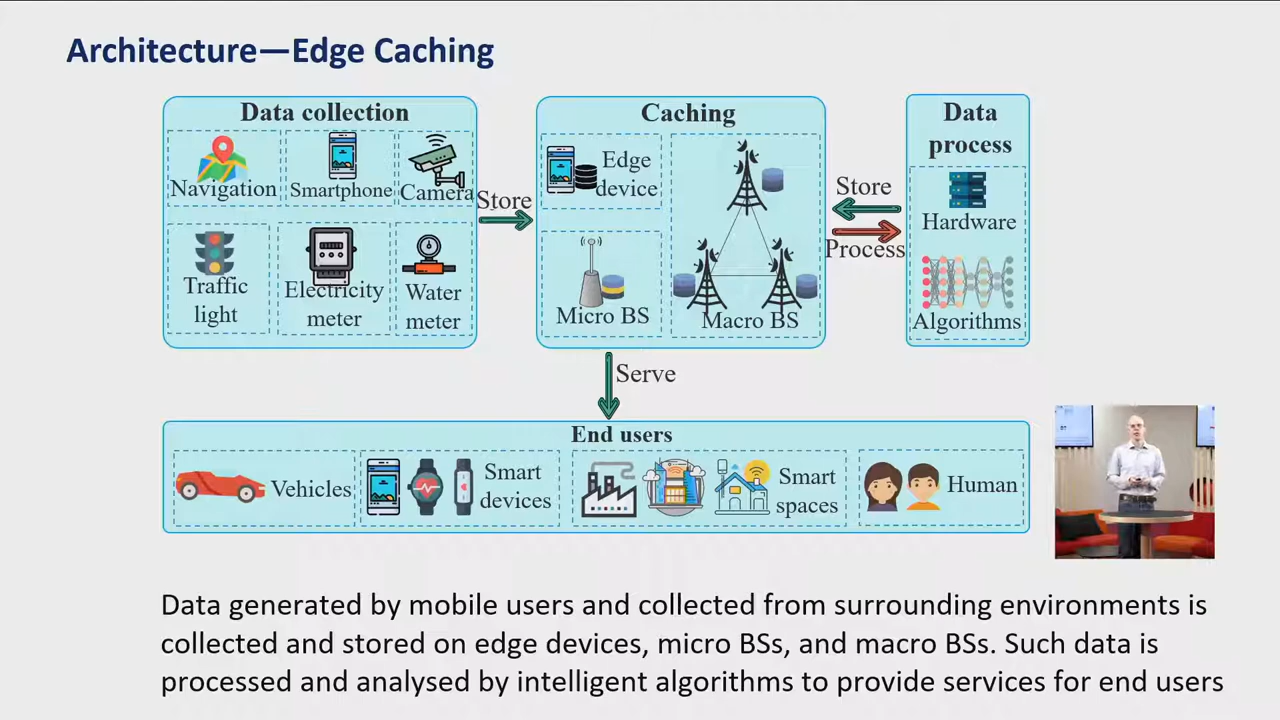 Architecture—Edge Caching
Data collection
Navigation
Smartphone
Camera
Traffic
light
Electricity
meter
Water
meter
Store
Caching
Edge
device
Micro BS
Macro BS
Store
Process
Data
process
Hardware
Algorithms
Serve
End users
Vehicles
Smart
devices
Smart
spaces
Human
Data generated by mobile users and collected from surrounding environments is
collected and stored on edge devices, micro BSs, and macro BSs. Such data is
processed and analysed by intelligent algorithms to provide services for end users